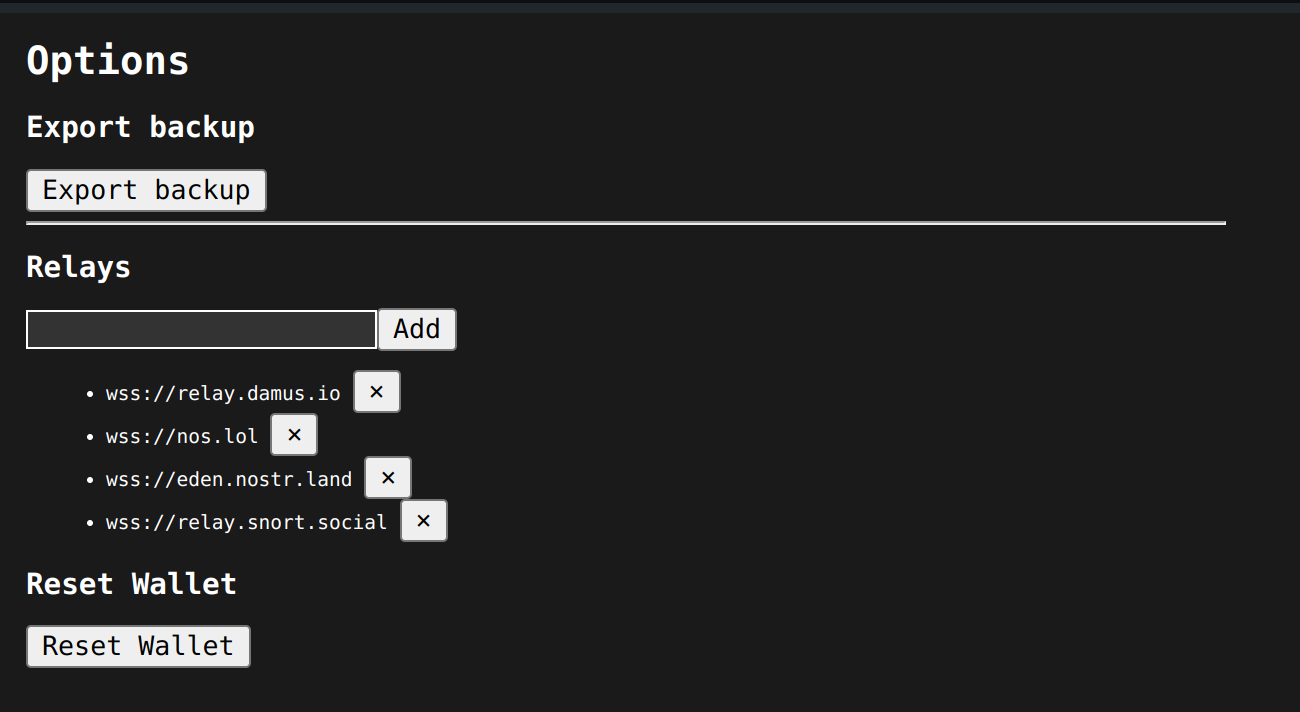 Options
Export backup
Export backup
Relays
Add
• wss://relay.damus.io ×
• wss://nos.lol ×
• wss://eden.nostr.land ×
• wss://relay.snort.social ×
Reset Wallet
Reset Wallet